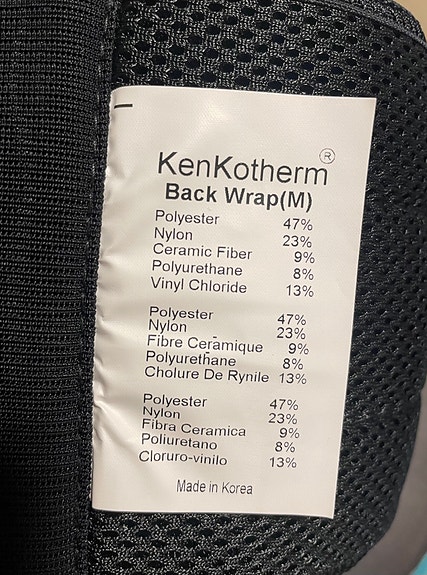 KenKotherm®
Back Wrap(M)
Polyester 47%
Nylon 23%
Ceramic Fiber 9%
Polyurethane 8%
Vinyl Chloride 13%
Polyester 47%
Nylon 23%
Fibre Ceramique 9%
Polyurethane 8%
Cholure De Rynile 13%
Polyester 47%
Nylon 23%
Fibra Ceramica 9%
Poliuretano 8%
Cloruro-vinilo 13%
Made in Korea